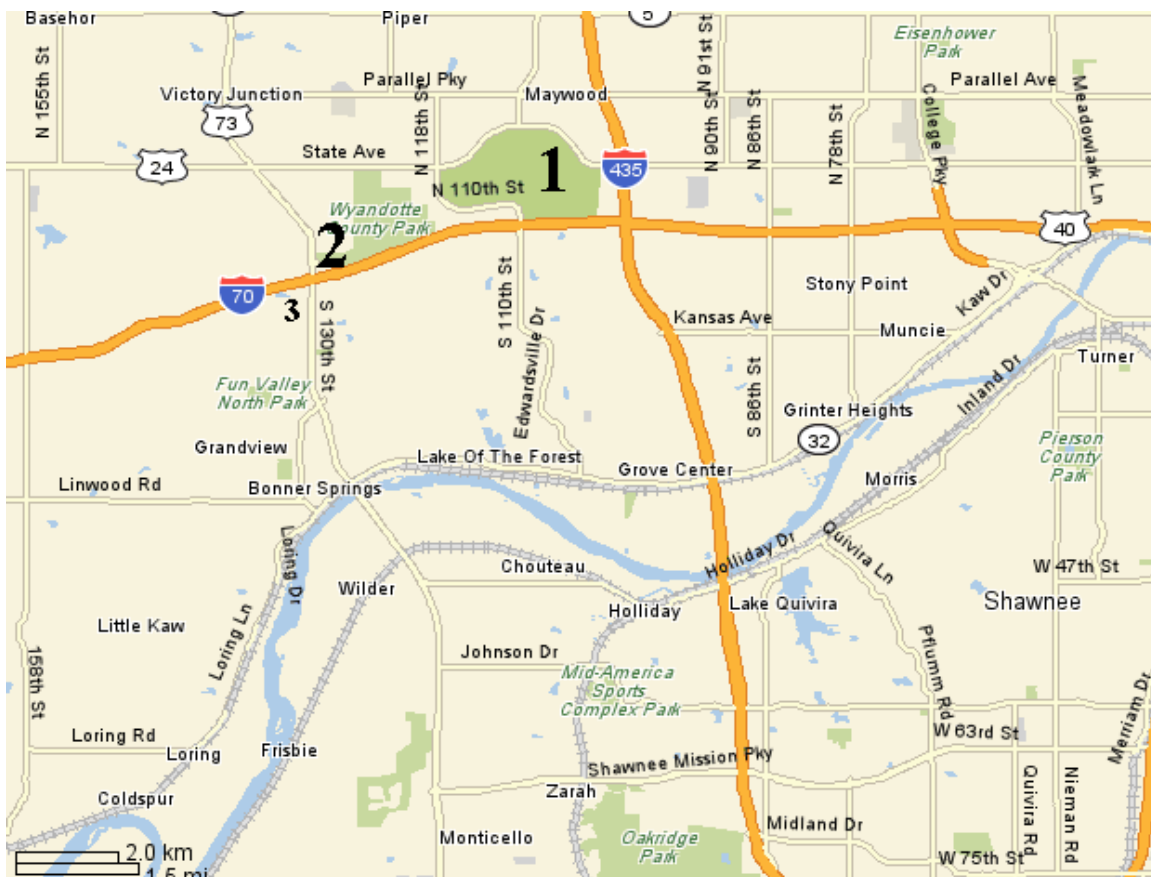 Basehor
Piper
5
N 91st St
Eisenhower
Park
N 155th St
Parallel Pky
Parallel Ave
Victory Junction
Maywood
N 118th St
N 90th St
N 86th St
College Pky
Meadowlark Ln
73
N 78th St
State Ave
24
1
435
N 110th St
Wyandotte
County Park
2
40
S 110th St
Stony Point
Kaw Dr
70
3
S 130th St
Kansas Ave
Muncie
Edwardsville Dr
Turner
Inland Dr
Fun Valley
North Park
S 86th St
Grinter Heights
32
Grandview
Lake Of The Forest
Grove Center
Pierson
County
Park
Morris
Linwood Rd
Bonner Springs
Loring Dr
Holliday Dr
Quivira Ln
Chouteau
W 47th St
Wilder
Holliday
Lake Quivira
Shawnee
Little Kaw
Loring Ln
Johnson Dr
Pflumm Rd
158th St
Mid-America
Sports
Complex Park
Merriam Dr
Loring Rd
Loring
Frisbie
W 63rd St
Shawnee Mission Pky
Zarah
Quivira Rd
Nieman Rd
Coldspur
Monticello
Oakridge
Park
Midland Dr
W 75th St
2.0 km
1.5 mi